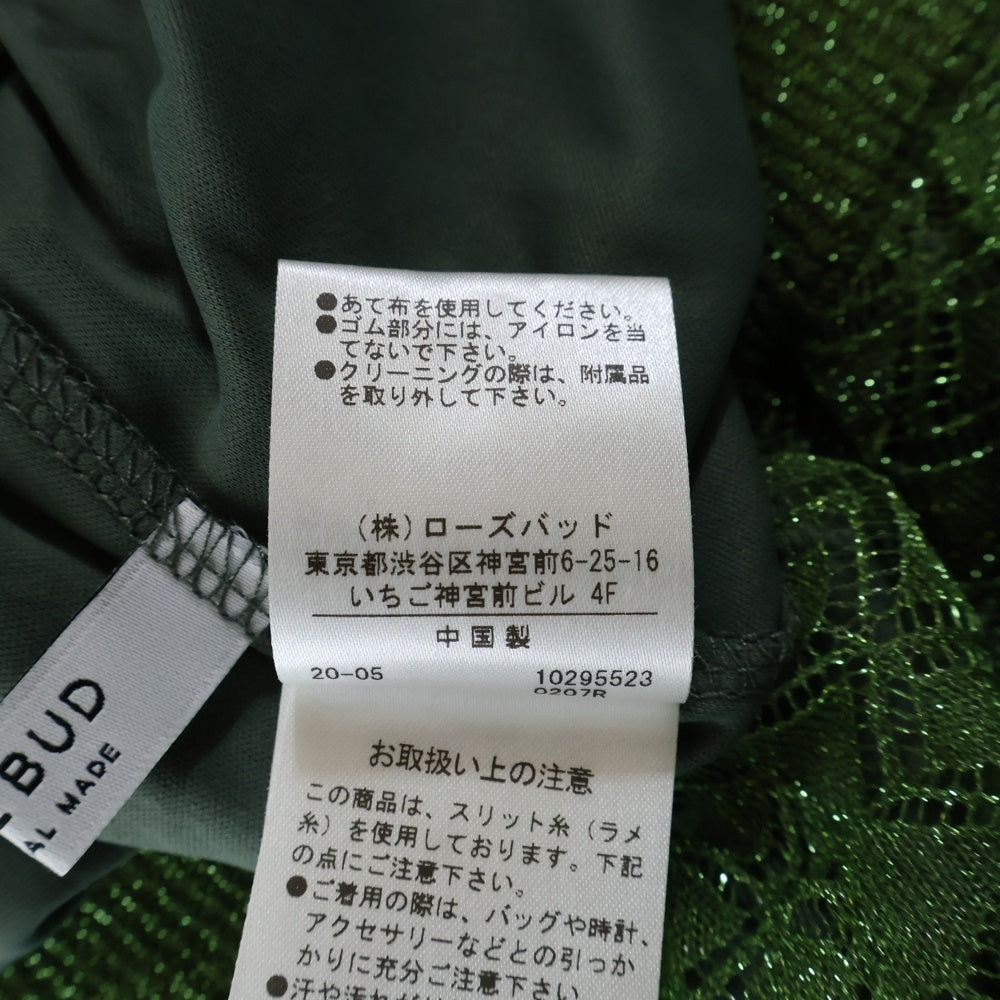 ●あて布を使用してください。
●ゴム部分には、アイロンを当
てないで下さい。
●クリーニングの際は、附属品
を取り外して下さい。
(株)ローズバッド
東京都渋谷区神宮前6-25-16
いちご神宮前ビル 4F
中国製
20-05 10295523
0207R
BUD
AL MADE
お取扱い上の注意
この商品は、スリット糸(ラメ
糸)を使用しております。下記
の点にご注意下さい。
●ご着用の際は、バッグや時計、
アクセサリーなどとの引っか
かりに充分ご注意下さい
●汗や汚れが